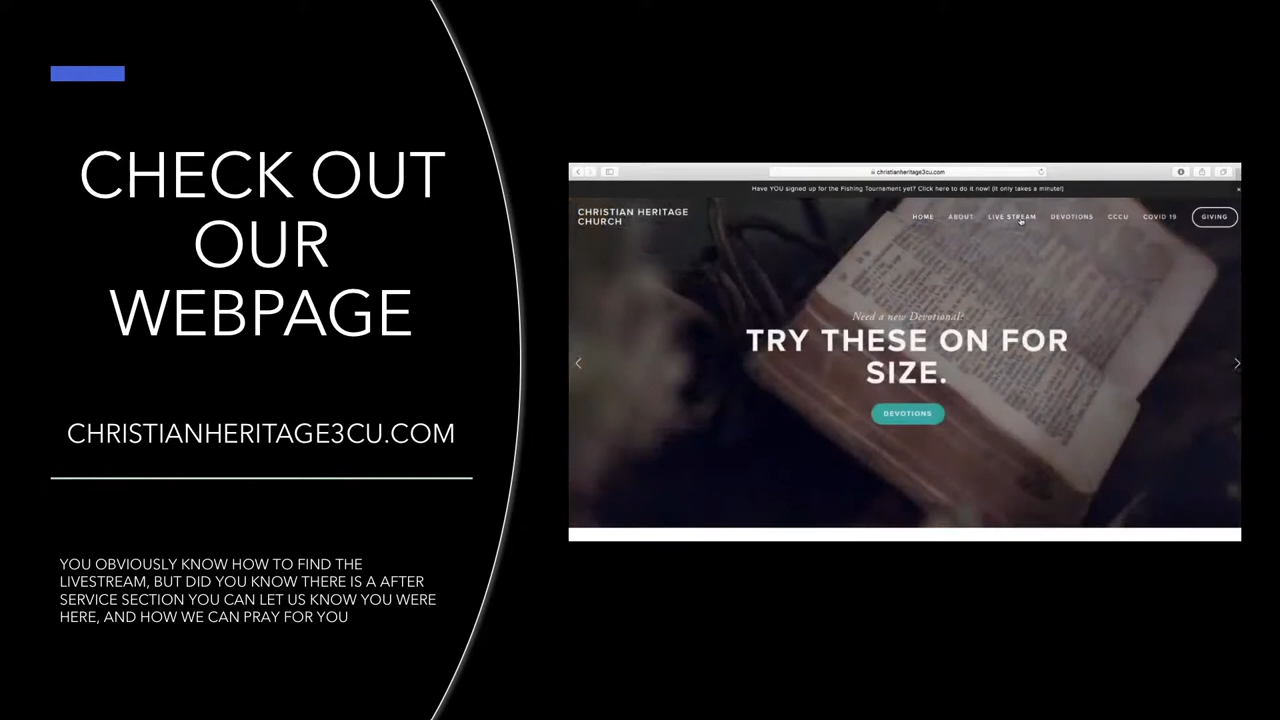 CHECK OUT
OUR
WEBPAGE
CHRISTIANHERITAGE3CU.COM
YOU OBVIOUSLY KNOW HOW TO FIND THE
LIVESTREAM, BUT DID YOU KNOW THERE IS A AFTER
SERVICE SECTION YOU CAN LET US KNOW YOU WERE
HERE, AND HOW WE CAN PRAY FOR YOU
christianheritage3cu.com
Have YOU signed up for the Fishing Tournament yet? Click here to do it now! (it only takes a minute!)
CHRISTIAN HERITAGE
CHURCH
HOME ABOUT LIVE STREAM DEVOTIONS CCCU COVID 19 GIVING
Need a new Devotional?
TRY THESE ON FOR
SIZE.
DEVOTIONS